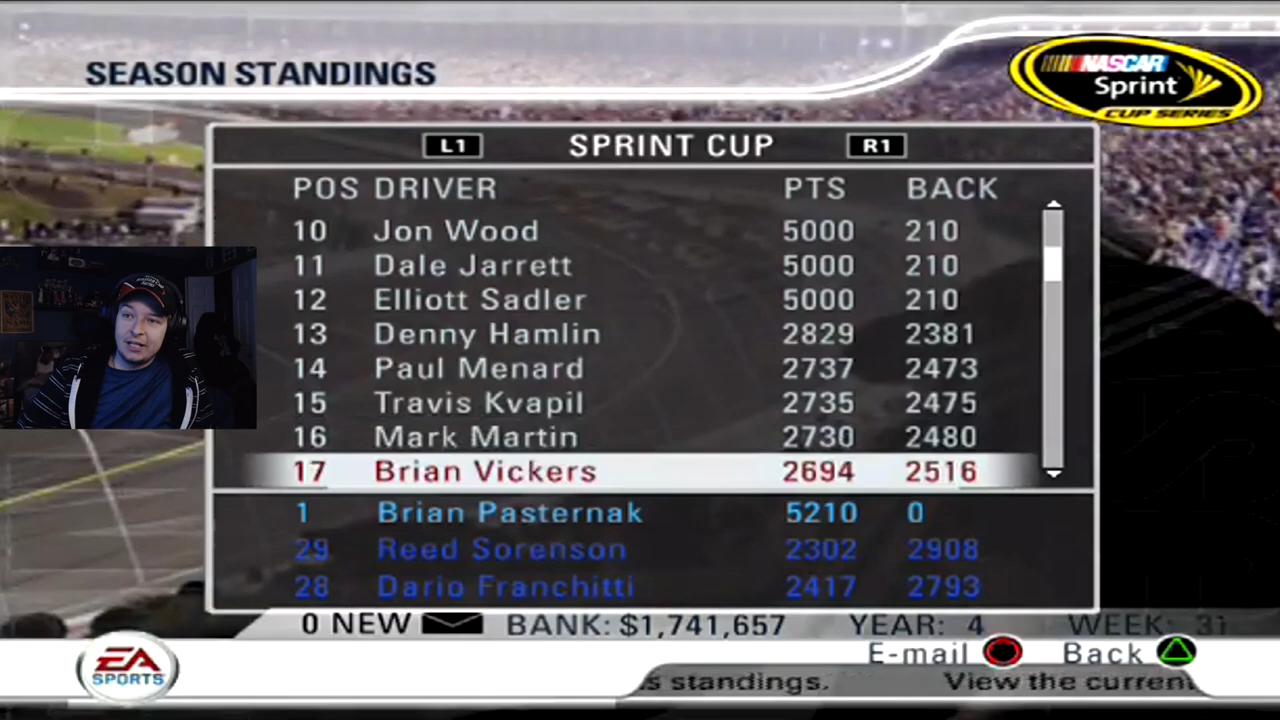 SEASON STANDINGS
NASCAR
Sprint
CUP SERIES
L1 SPRINT CUP R1
POS DRIVER PTS BACK
10 Jon Wood 5000 210
11 Dale Jarrett 5000 210
12 Elliott Sadler 5000 210
13 Denny Hamlin 2829 2381
14 Paul Menard 2737 2473
15 Travis Kvapil 2735 2475
16 Mark Martin 2730 2480
17 Brian Vickers 2694 2516
1 Brian Pasternak 5210 0
29 Reed Sorenson 2302 2908
28 Dario Franchitti 2417 2793
0 NEW BANK: $1,741,657 YEAR: 4 WEEK: 31
E-mail Back
EA
SPORTS
s standings. View the current